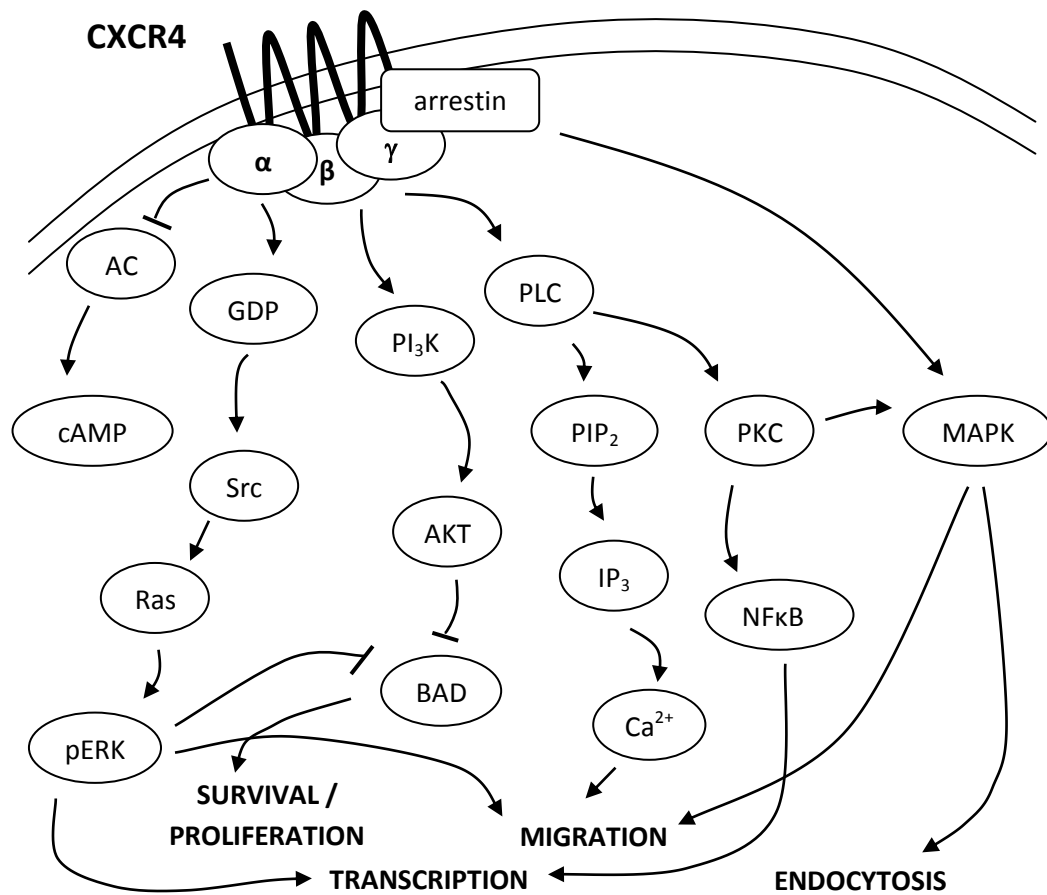 CXCR4
arrestin
α
β
γ
AC
GDP
PLC
PI₃K
cAMP
PIP₂
PKC
MAPK
Src
AKT
IP₃
Ras
NFκB
BAD
Ca²⁺
pERK
SURVIVAL /
PROLIFERATION
MIGRATION
TRANSCRIPTION
ENDOCYTOSIS